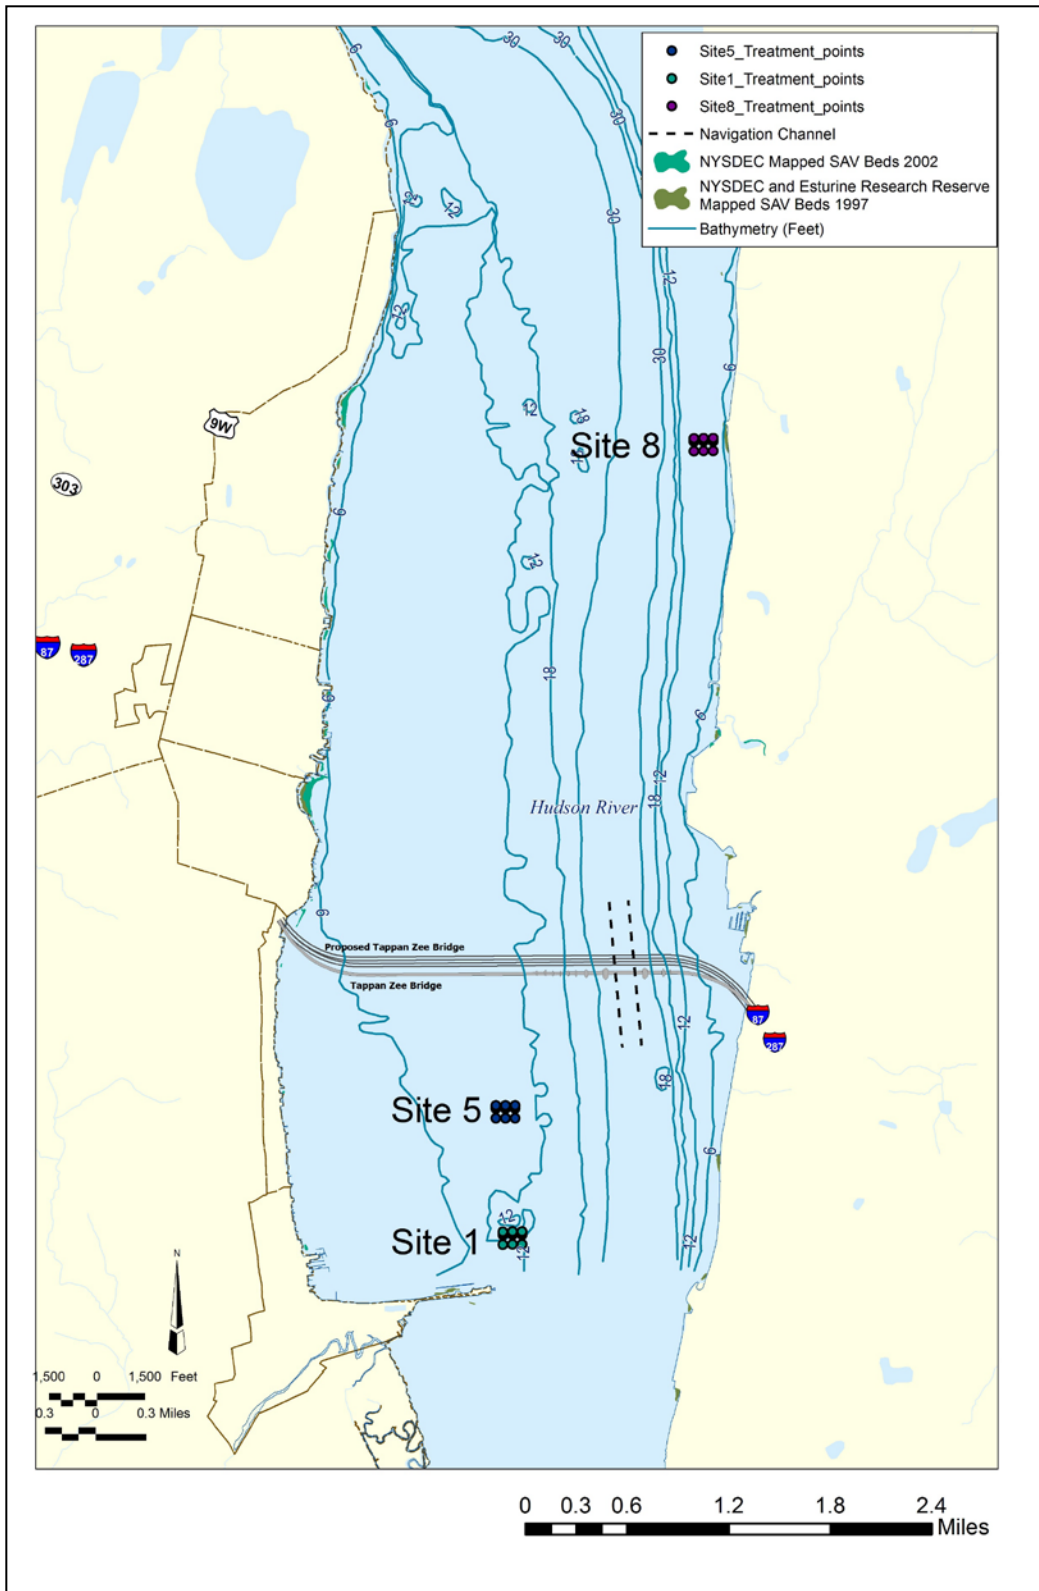 Site5_Treatment_points
Site1_Treatment_points
Site8_Treatment_points
Navigation Channel
NYSDEC Mapped SAV Beds 2002
NYSDEC and Esturine Research Reserve
Mapped SAV Beds 1997
Bathymetry (Feet)
6
30
30
6
30
18
12
30
12
12
30
6
12
18
9W
Site 8
303
6
12
87
287
18
6
6
12
18
Hudson River
6
Proposed Tappan Zee Bridge
Tappan Zee Bridge
87
12
287
18
Site 5
6
12
Site 1
12
12
N
1,500 0 1,500 Feet
0.3 0 0.3 Miles
0 0.3 0.6 1.2 1.8 2.4
Miles